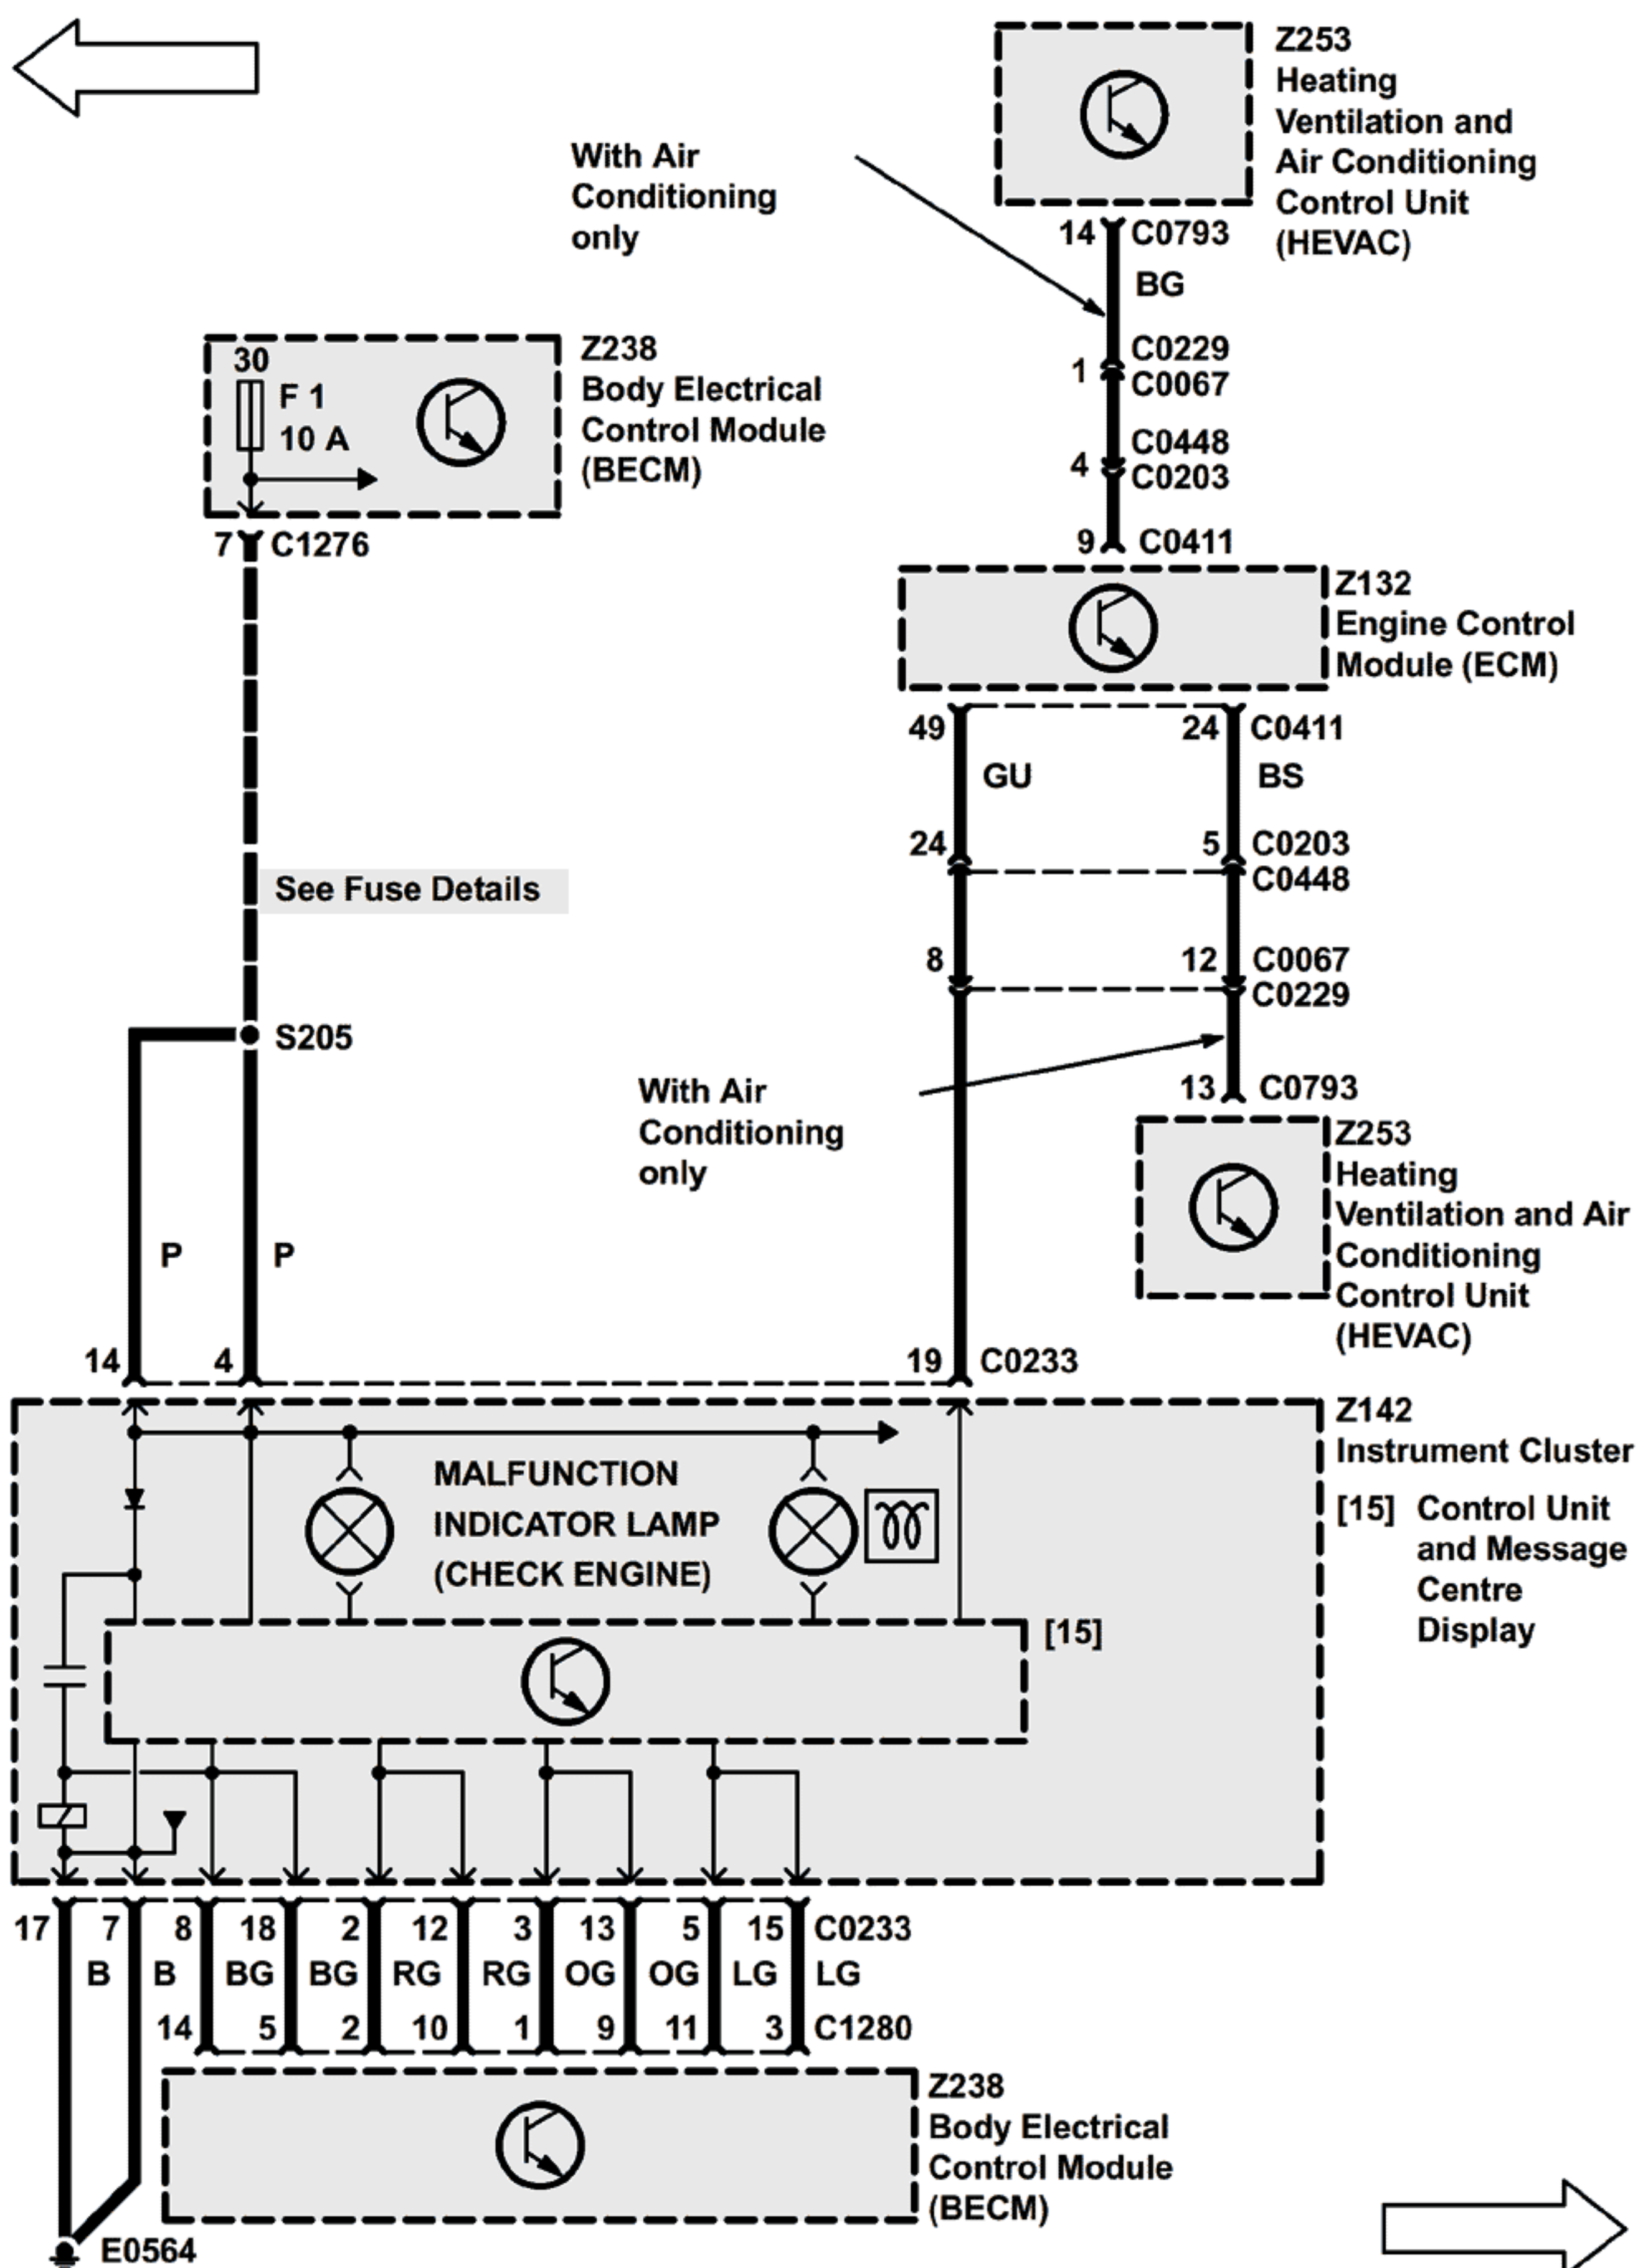 Z253
Heating
Ventilation and
Air Conditioning
Control Unit
(HEVAC)
With Air
Conditioning
only
14 C0793
BG
C0229
1
C0067
C0448
4
C0203
9 C0411
30
F 1
10 A
Z238
Body Electrical
Control Module
(BECM)
7 C1276
Z132
Engine Control
Module (ECM)
49 24 C0411
GU BS
24 5 C0203
C0448
See Fuse Details
8 12 C0067
C0229
S205
With Air
Conditioning
only
13 C0793
Z253
Heating
Ventilation and Air
Conditioning
Control Unit
(HEVAC)
P P
14 4 19 C0233
Z142
Instrument Cluster
[15] Control Unit
and Message
Centre
Display
MALFUNCTION
INDICATOR LAMP
(CHECK ENGINE)
[15]
17 7 8 18 2 12 3 13 5 15 C0233
B B BG BG RG RG OG OG LG LG
14 5 2 10 1 9 11 3 C1280
Z238
Body Electrical
Control Module
(BECM)
E0564